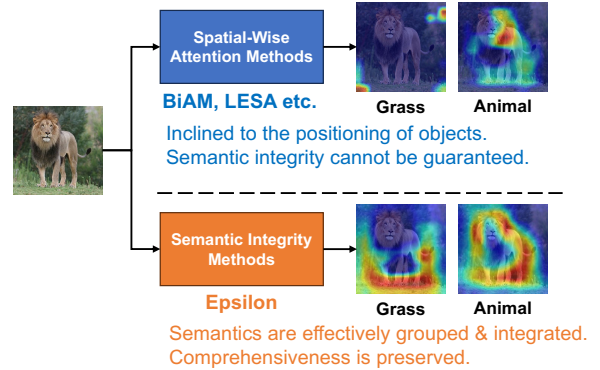 Spatial-Wise
Attention Methods
BiAM, LESA etc.
Grass
Animal
Inclined to the positioning of objects.
Semantic integrity cannot be guaranteed.
Semantic Integrity
Methods
Epsilon
Grass
Animal
Semantics are effectively grouped & integrated.
Comprehensiveness is preserved.